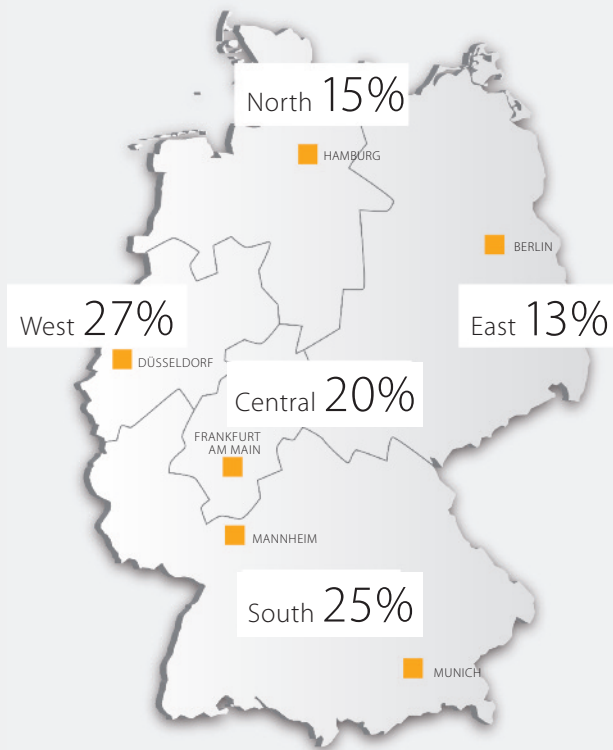 North 15%
HAMBURG
BERLIN
West 27%
East 13%
DÜSSELDORF
Central 20%
FRANKFURT
AM MAIN
MANNHEIM
South 25%
MUNICH